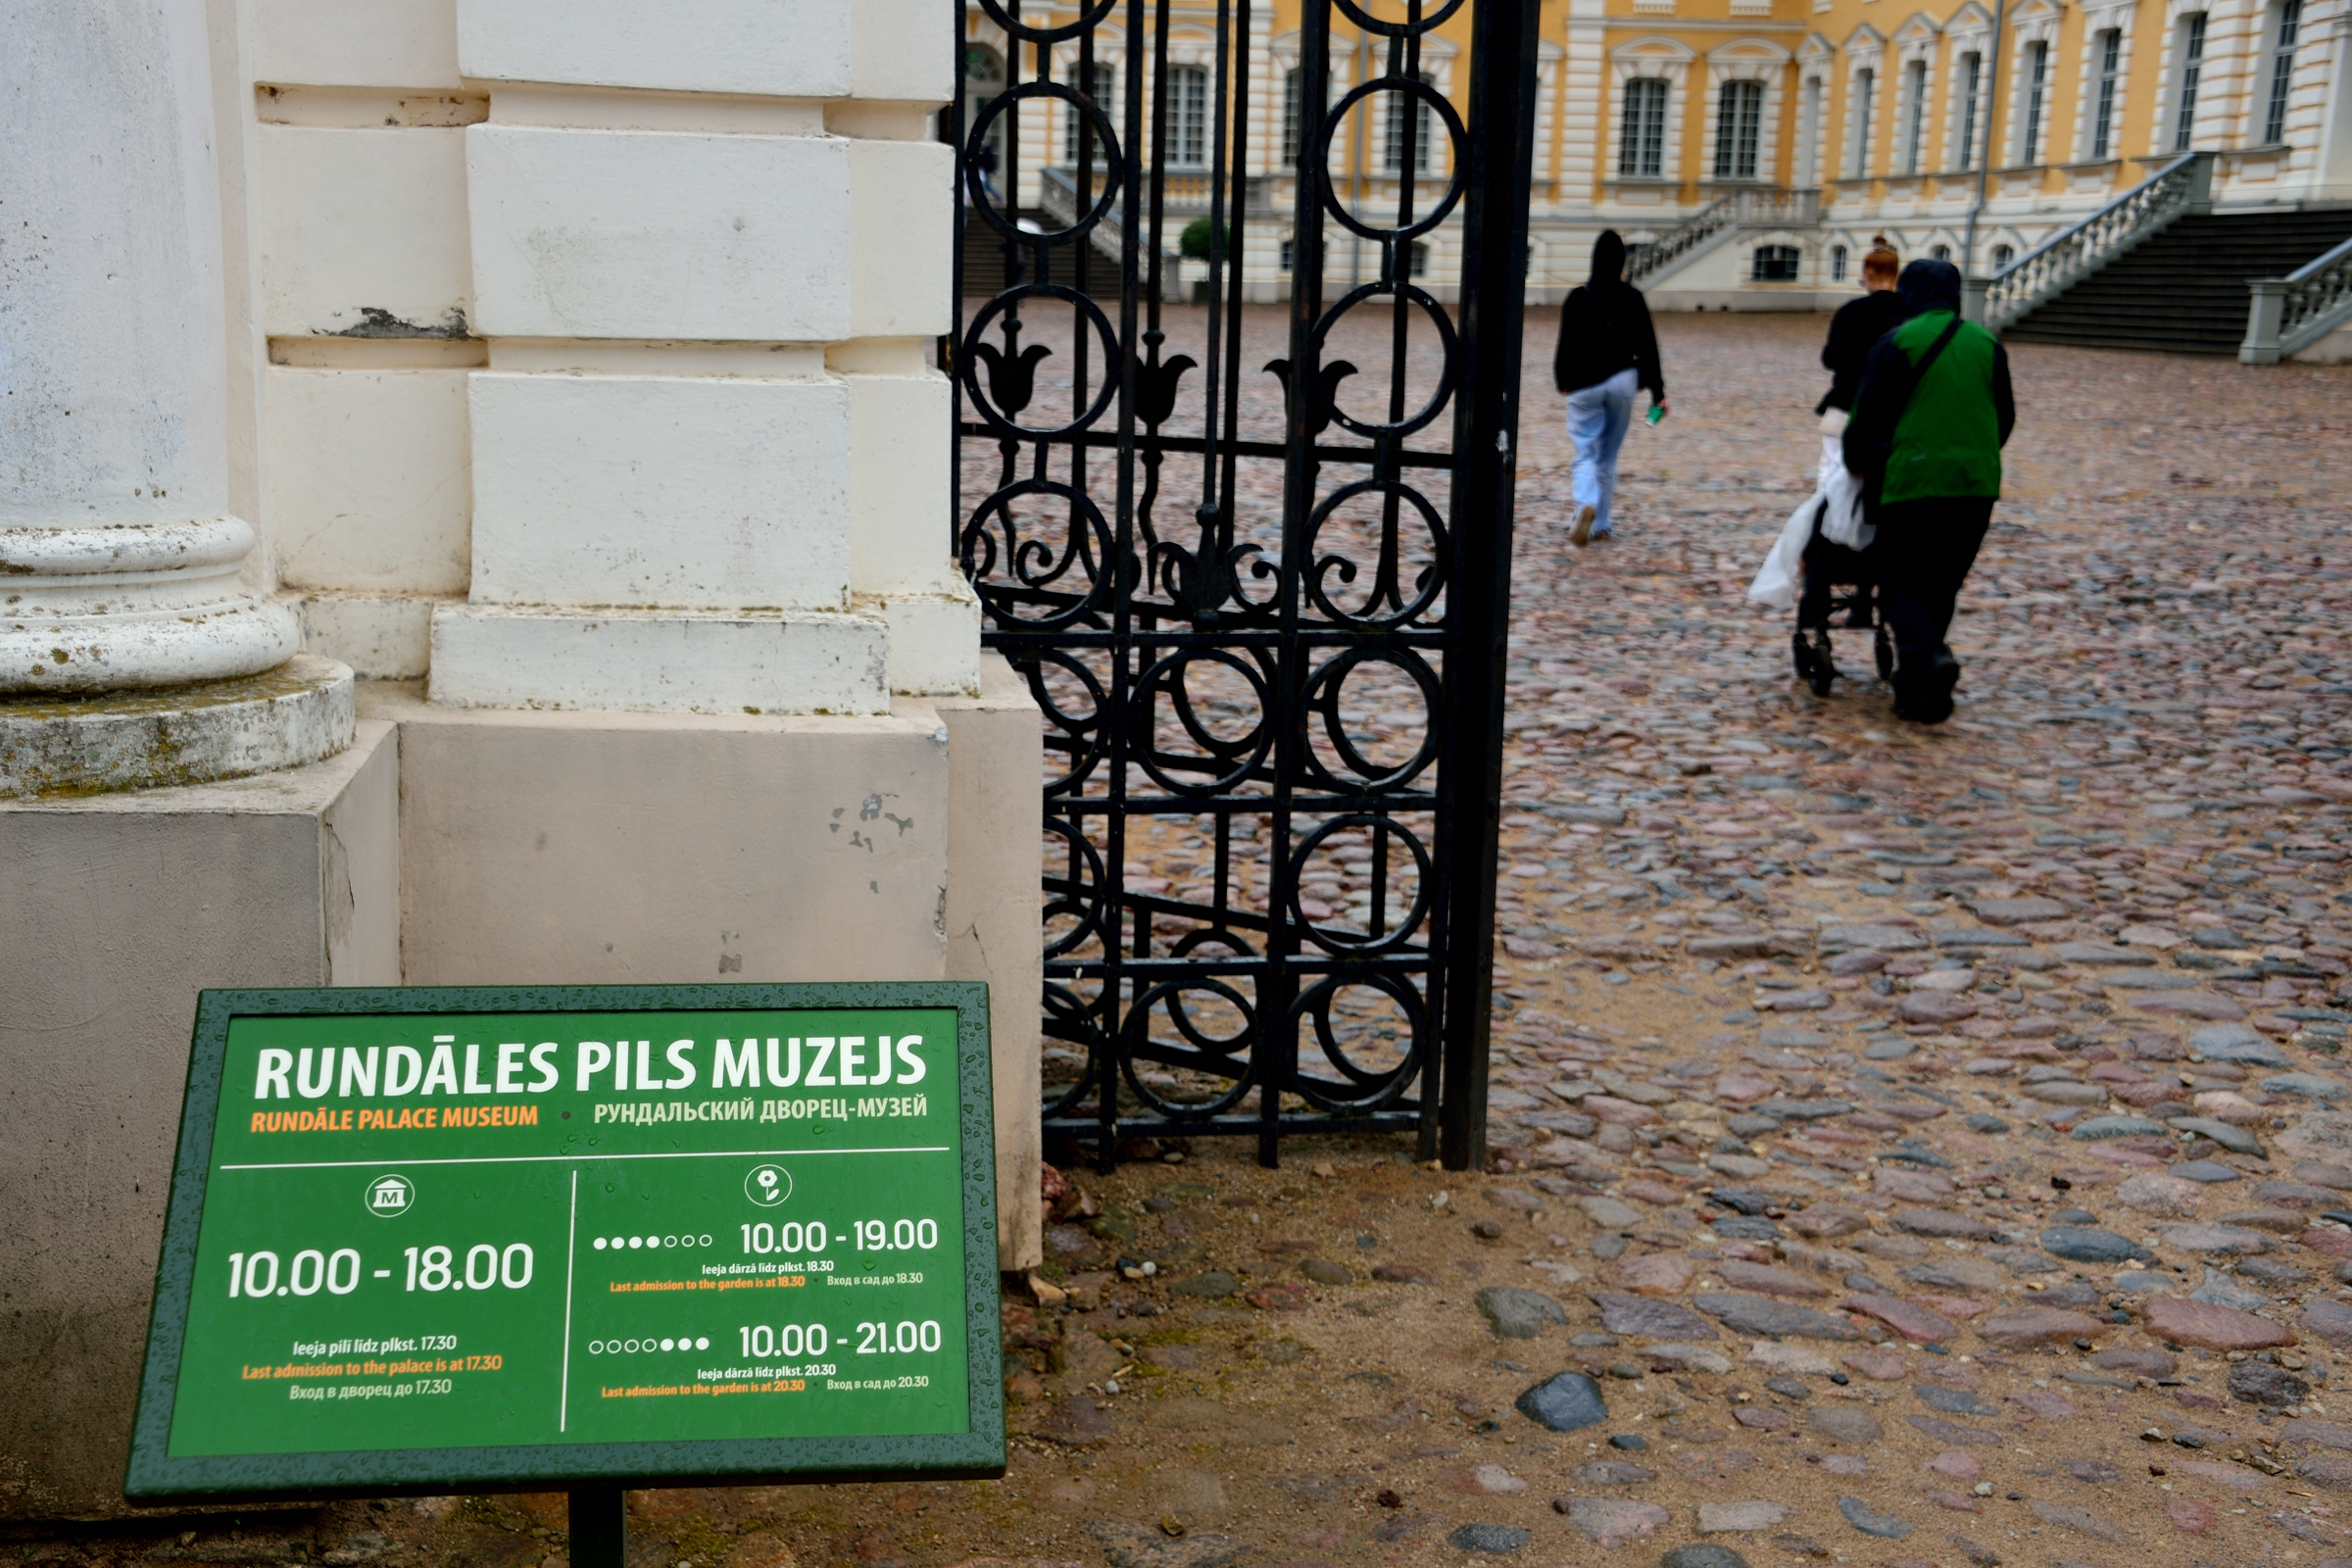 RUNDĀLES PILS MUZEJS
RUNDĀLE PALACE MUSEUM • РУНДАЛЬСКИЙ ДВОРЕЦ-МУЗЕЙ
M
10.00 - 18.00
Ieeja pilī līdz plkst. 17.30
Last admission to the palace is at 17.30
Вход в дворец до 17.30
●●●●○○○ 10.00 - 19.00
Ieeja dārzā līdz plkst. 18.30
Last admission to the garden is at 18.30 • Вход в сад до 18.30
○○○○●●● 10.00 - 21.00
Ieeja dārzā līdz plkst. 20.30
Last admission to the garden is at 20.30 • Вход в сад до 20.30